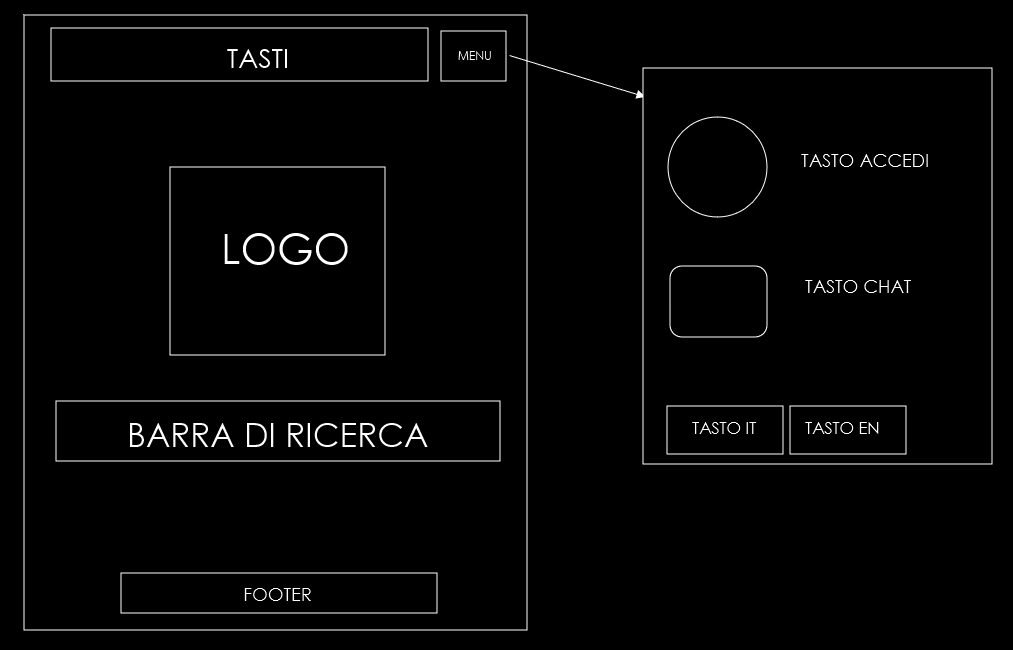 TASTI
MENU
LOGO
BARRA DI RICERCA
FOOTER
TASTO ACCEDI
TASTO CHAT
TASTO IT
TASTO EN